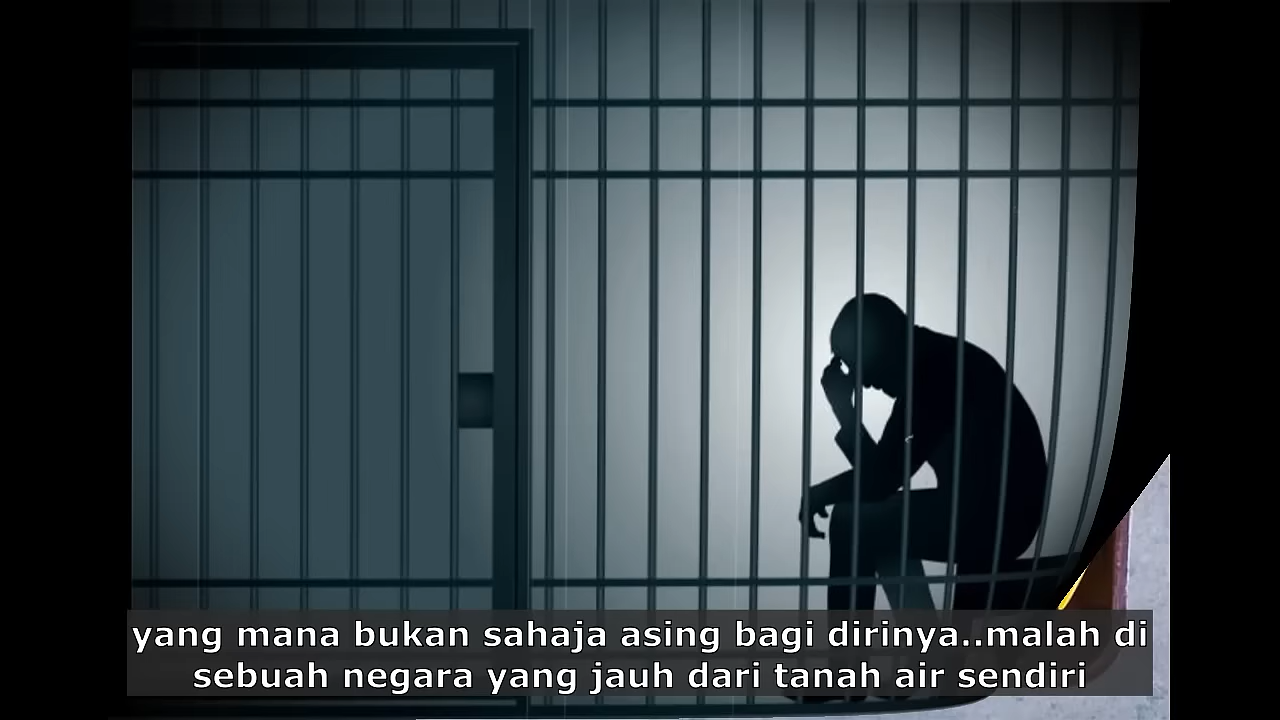 yang mana bukan sahaja asing bagi dirinya..malah di
sebuah negara yang jauh dari tanah air sendiri